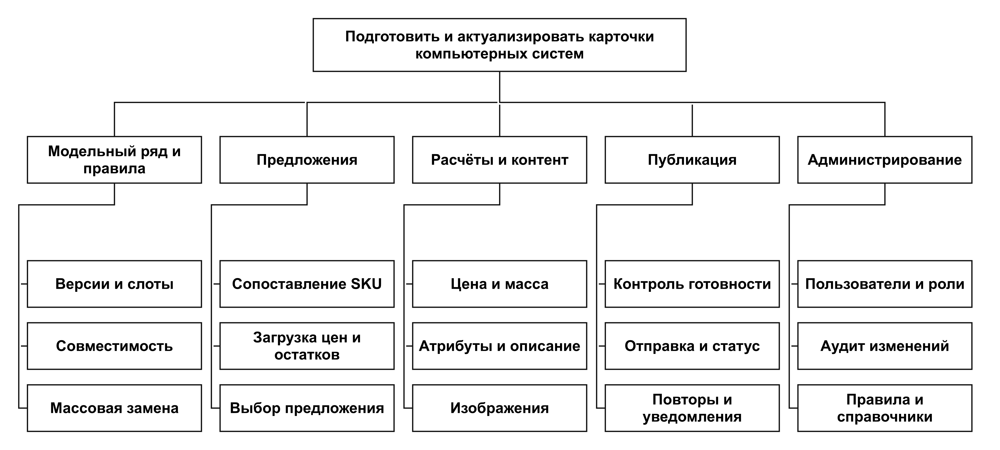 Подготовить и актуализировать карточки
компьютерных систем
Модельный ряд и
правила
Предложения
Расчёты и контент
Публикация
Администрирование
Версии и слоты
Сопоставление SKU
Цена и масса
Контроль готовности
Пользователи и роли
Совместимость
Загрузка цен и
остатков
Атрибуты и описание
Отправка и статус
Аудит изменений
Массовая замена
Выбор предложения
Изображения
Повторы и
уведомления
Правила и
справочники